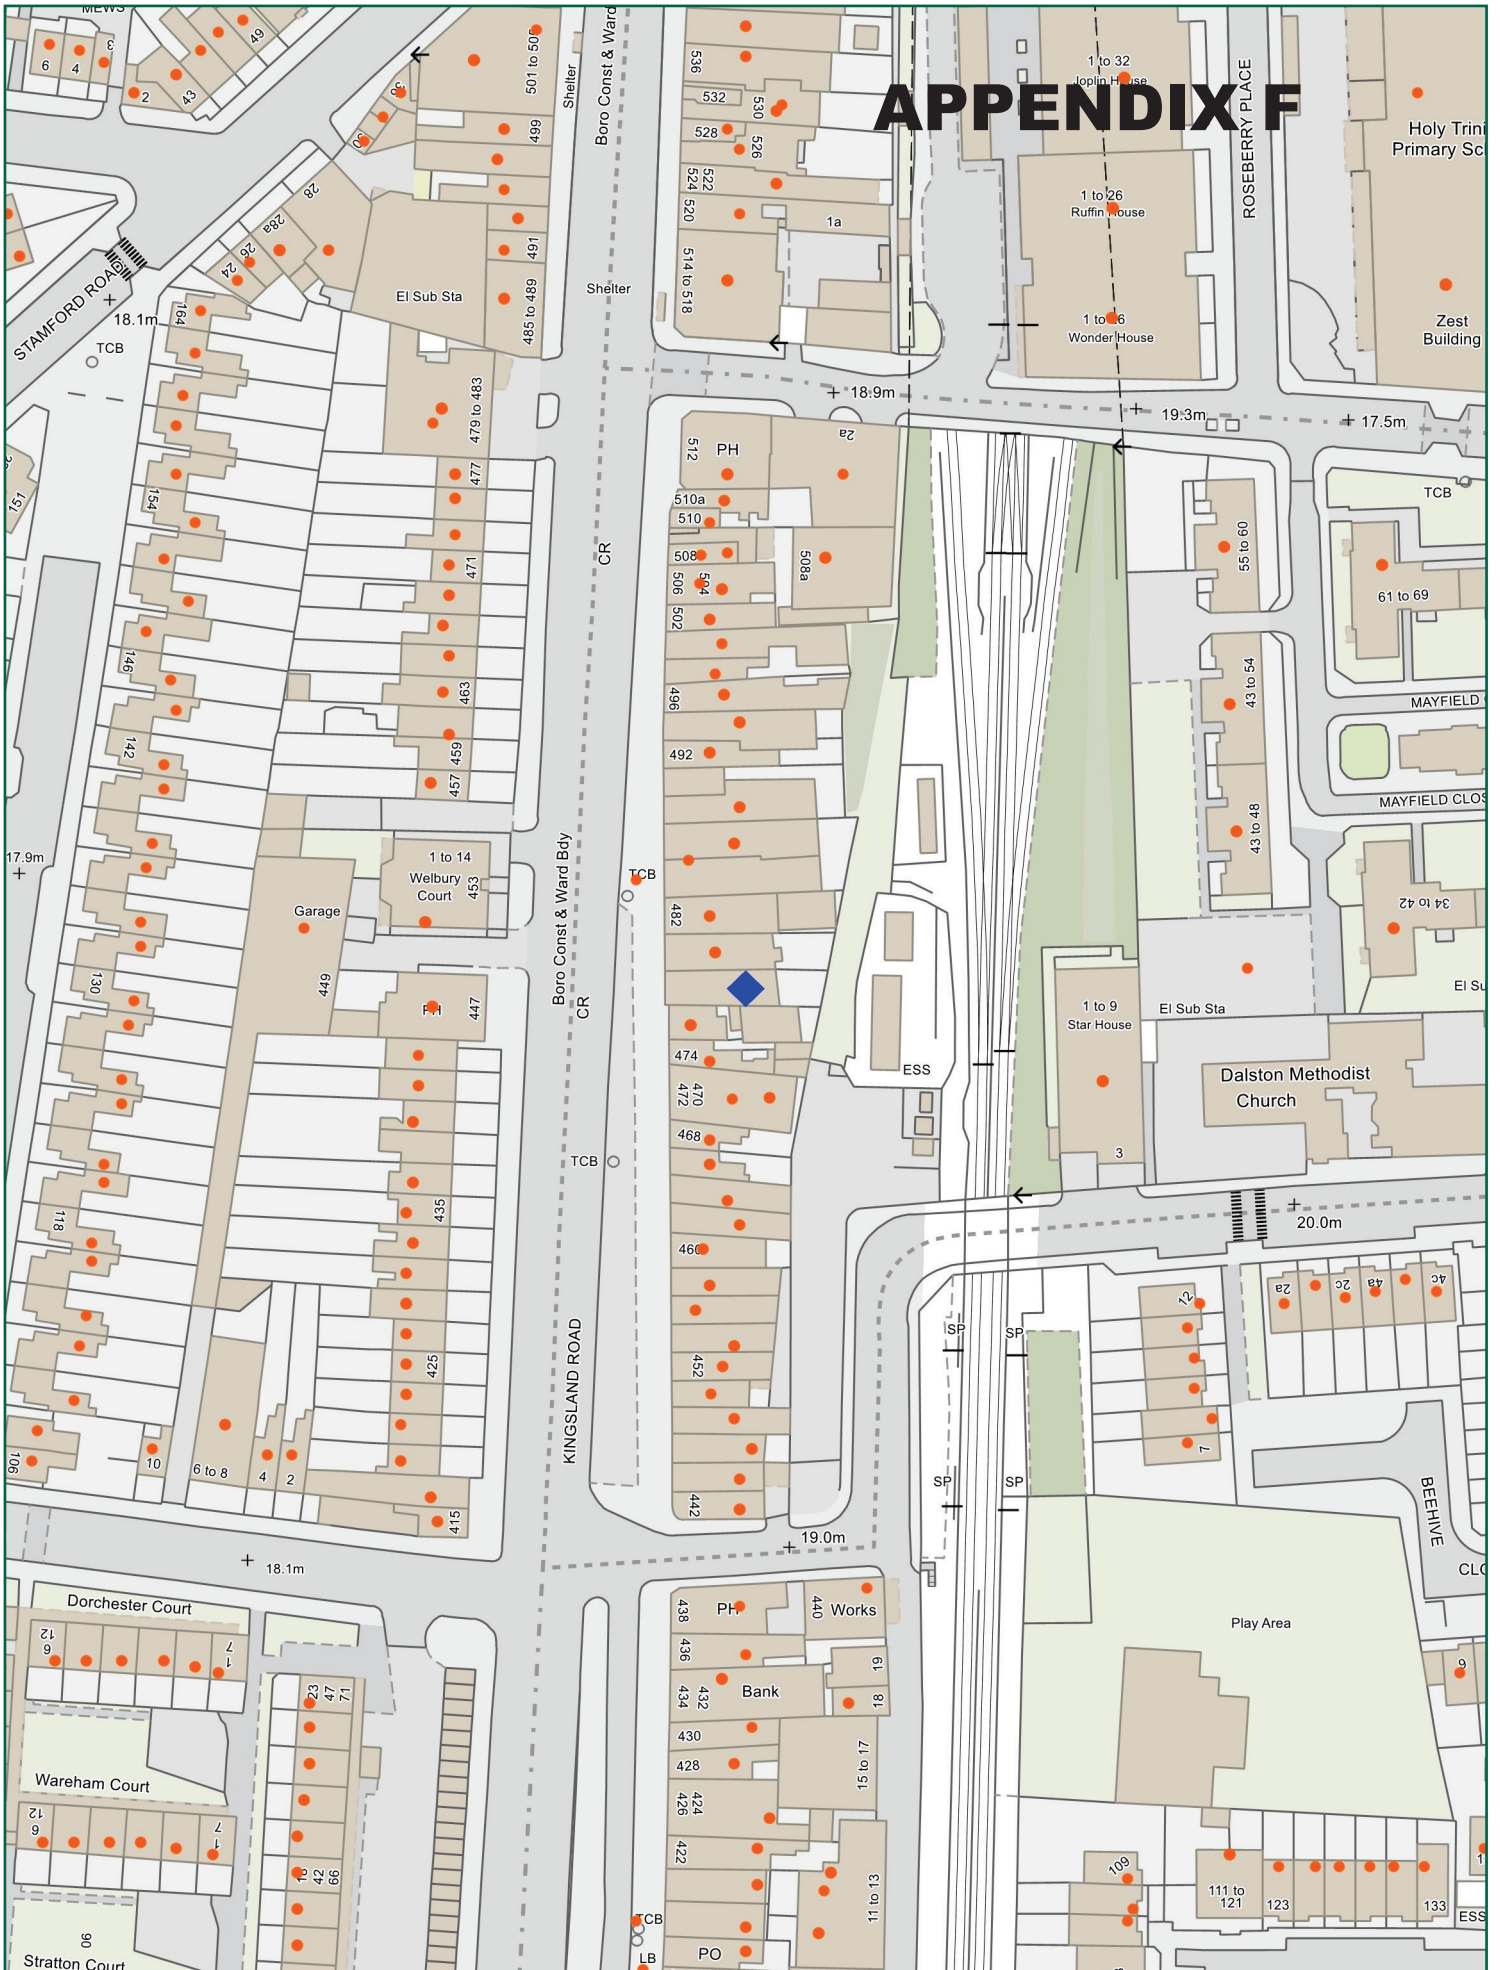 APPENDIX F
MEWS
6
4
3
2
43
49
501 to 505
Shelter
Boro Const & Ward
499
30
28
28a
26
24
491
485 to 489
El Sub Sta
Shelter
536
532
530
528
526
522
524
520
514 to 518
1a
1 to 32
Joplin House
1 to 26
Ruffin House
Wonder House
ROSEBERRY PLACE
Zest
Building
STAMFORD ROAD
18.1m
TCB
164
154
151
146
142
130
118
109
17.9m
479 to 483
477
471
463
459
457
1 to 14
Welbury
Court
453
Garage
449
PH
447
435
425
415
10
6 to 8
4
2
18.1m
CR
Boro Const & Ward Bdy
CR
KINGSLAND ROAD
TCB
TCB
18.9m
19.3m
17.5m
512
PH
2a
510a
510
508
508a
506
504
502
496
492
482
474
470
472
468
460
452
442
ESS
TCB
55 to 60
61 to 69
43 to 54
MAYFIELD
43 to 48
MAYFIELD CLOS
34 to 42
El Su
El Sub Sta
1 to 9
Star House
3
Dalston Methodist
Church
20.0m
SP
SP
SP
SP
12
7
2a
2c
4a
4c
BEEHIVE
CLO
19.0m
Play Area
9
Dorchester Court
12
6
7
1
23
47
71
Wareham Court
12
6
7
1
42
66
90
Stratton Court
438
PH
440
Works
436
434
432
Bank
19
18
430
428
426
424
15 to 17
422
11 to 13
TCB
LB
PO
109
111 to
121
123
133
ESS